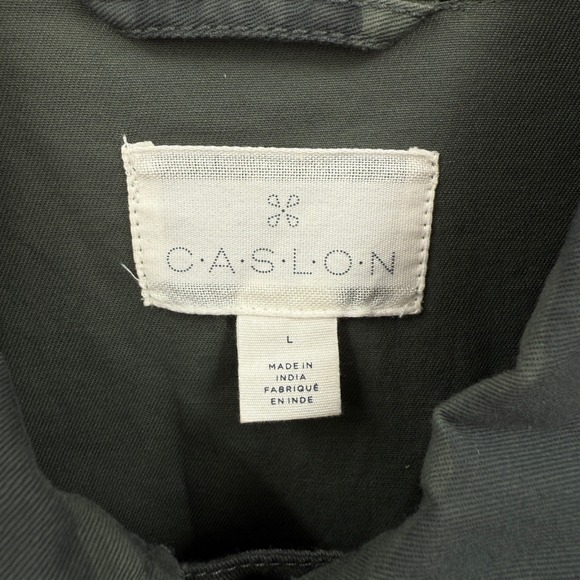 C·A·S·L·O·N
L
MADE IN
INDIA
FABRIQUÉ
EN INDE